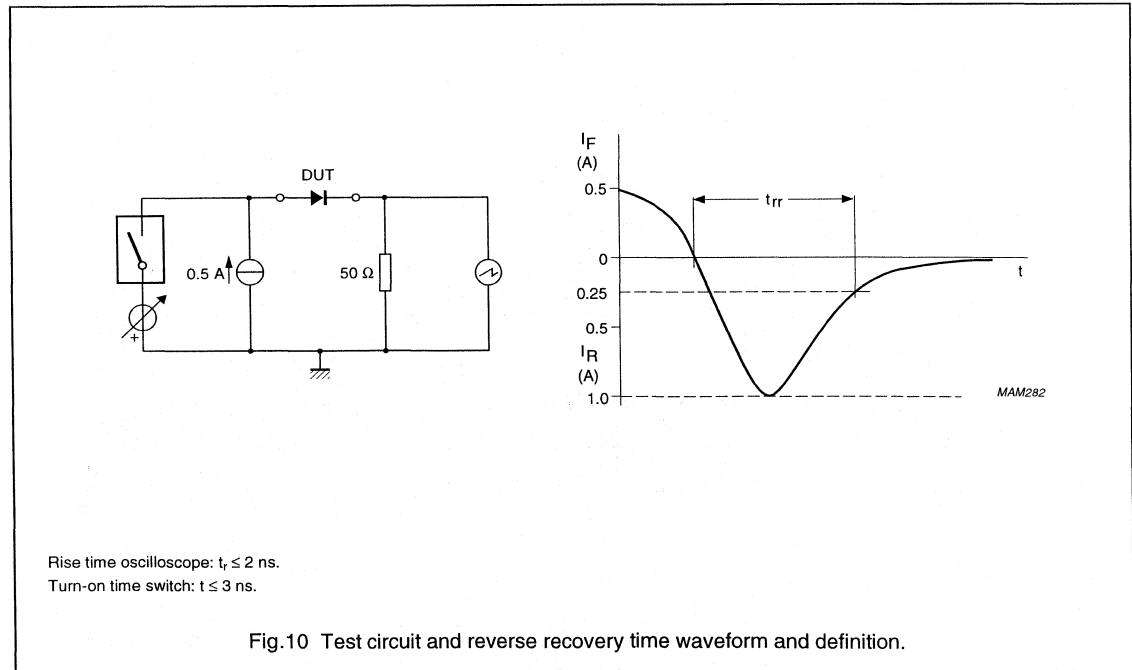 DUT
0.5 A
50 Ω
+
I_F
(A)
0.5
t_rr
0
t
0.25
0.5
I_R
(A)
1.0
MAM282
Rise time oscilloscope: t_r ≤ 2 ns.
Turn-on time switch: t ≤ 3 ns.
Fig.10 Test circuit and reverse recovery time waveform and definition.